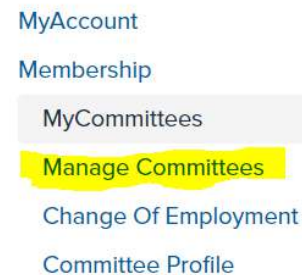 MyAccount
Membership
MyCommittees
Manage Committees
Change Of Employment
Committee Profile